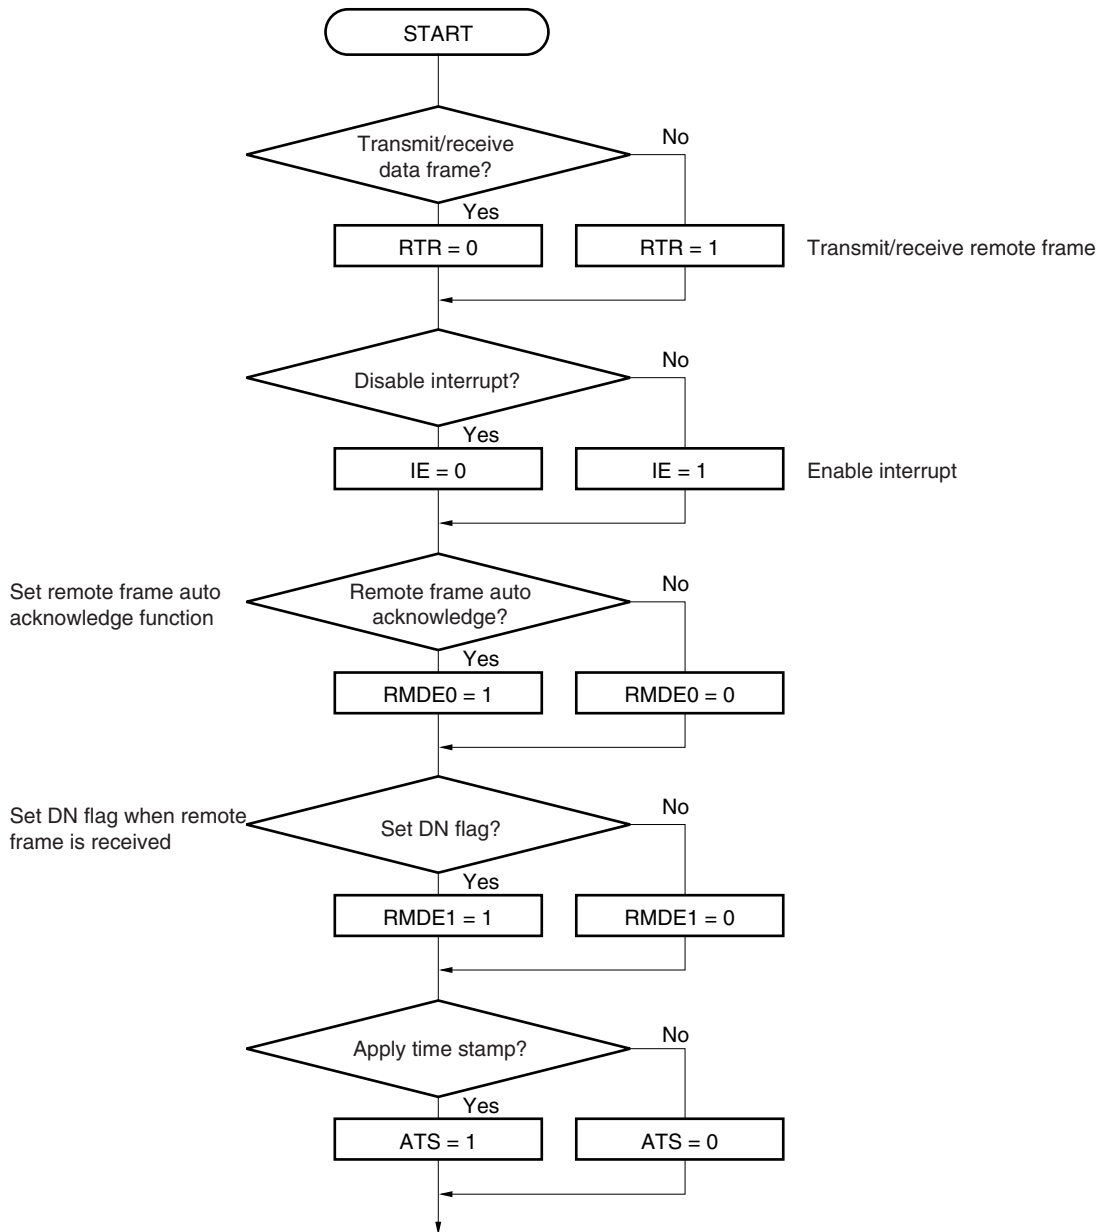 START
Transmit/receive
data frame?
No
Yes
RTR = 0
RTR = 1
Transmit/receive remote frame
Disable interrupt?
No
Yes
IE = 0
IE = 1
Enable interrupt
Set remote frame auto
acknowledge function
Remote frame auto
acknowledge?
No
Yes
RMDE0 = 1
RMDE0 = 0
Set DN flag when remote
frame is received
Set DN flag?
No
Yes
RMDE1 = 1
RMDE1 = 0
Apply time stamp?
No
Yes
ATS = 1
ATS = 0